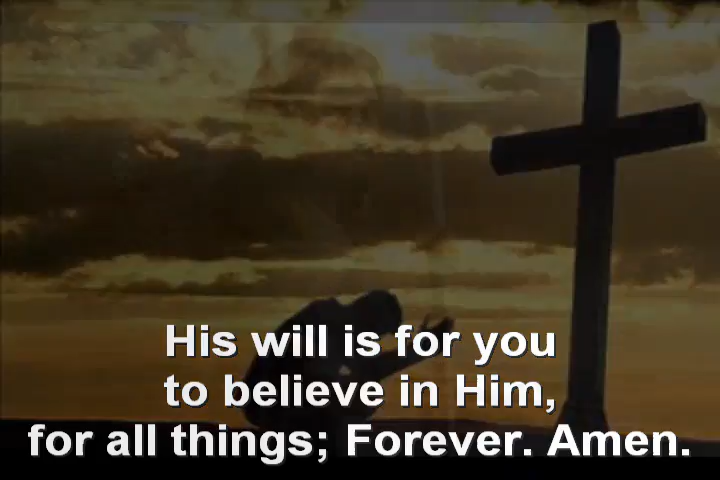 His will is for you
to believe in Him,
for all things; Forever. Amen.